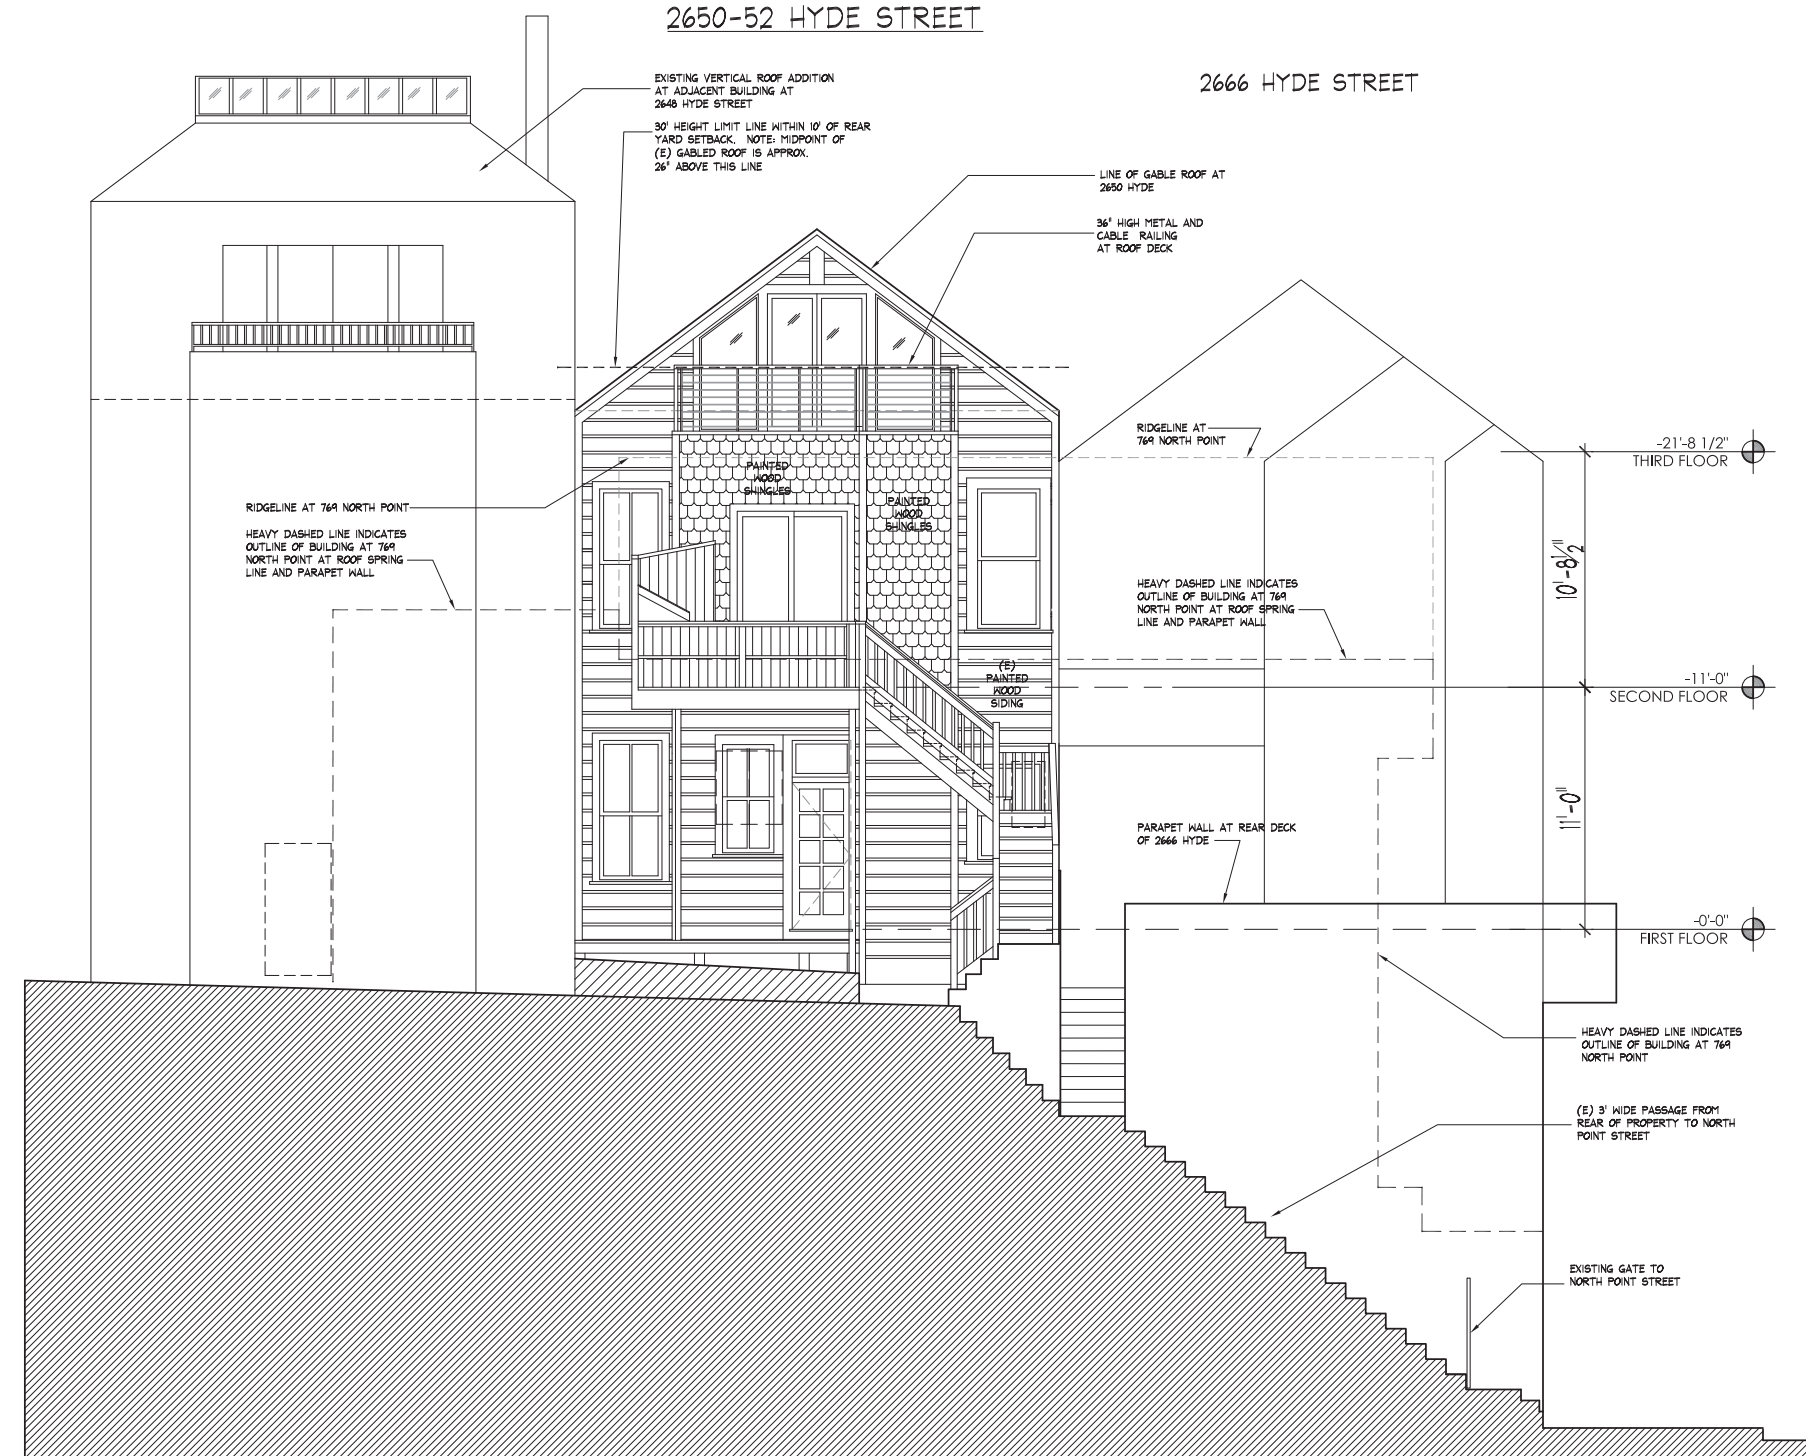 2650-52 HYDE STREET
2666 HYDE STREET
EXISTING VERTICAL ROOF ADDITION
AT ADJACENT BUILDING AT
2648 HYDE STREET
30' HEIGHT LIMIT LINE WITHIN 10' OF REAR
YARD SETBACK. NOTE: MIDPOINT OF
(E) GABLED ROOF IS APPROX.
26" ABOVE THIS LINE
LINE OF GABLE ROOF AT
2650 HYDE
36" HIGH METAL AND
CABLE RAILING
AT ROOF DECK
RIDGELINE AT
769 NORTH POINT
-21'-8 1/2"
THIRD FLOOR
PAINTED
WOOD
SHINGLES
PAINTED
WOOD
SHINGLES
RIDGELINE AT 769 NORTH POINT
HEAVY DASHED LINE INDICATES
OUTLINE OF BUILDING AT 769
NORTH POINT AT ROOF SPRING
LINE AND PARAPET WALL
10'-8 1/2"
HEAVY DASHED LINE INDICATES
OUTLINE OF BUILDING AT 769
NORTH POINT AT ROOF SPRING
LINE AND PARAPET WALL
(E)
PAINTED
WOOD
SIDING
-11'-0"
SECOND FLOOR
11'-0"
PARAPET WALL AT REAR DECK
OF 2666 HYDE
-0'-0"
FIRST FLOOR
HEAVY DASHED LINE INDICATES
OUTLINE OF BUILDING AT 769
NORTH POINT
(E) 3' WIDE PASSAGE FROM
REAR OF PROPERTY TO NORTH
POINT STREET
EXISTING GATE TO
NORTH POINT STREET